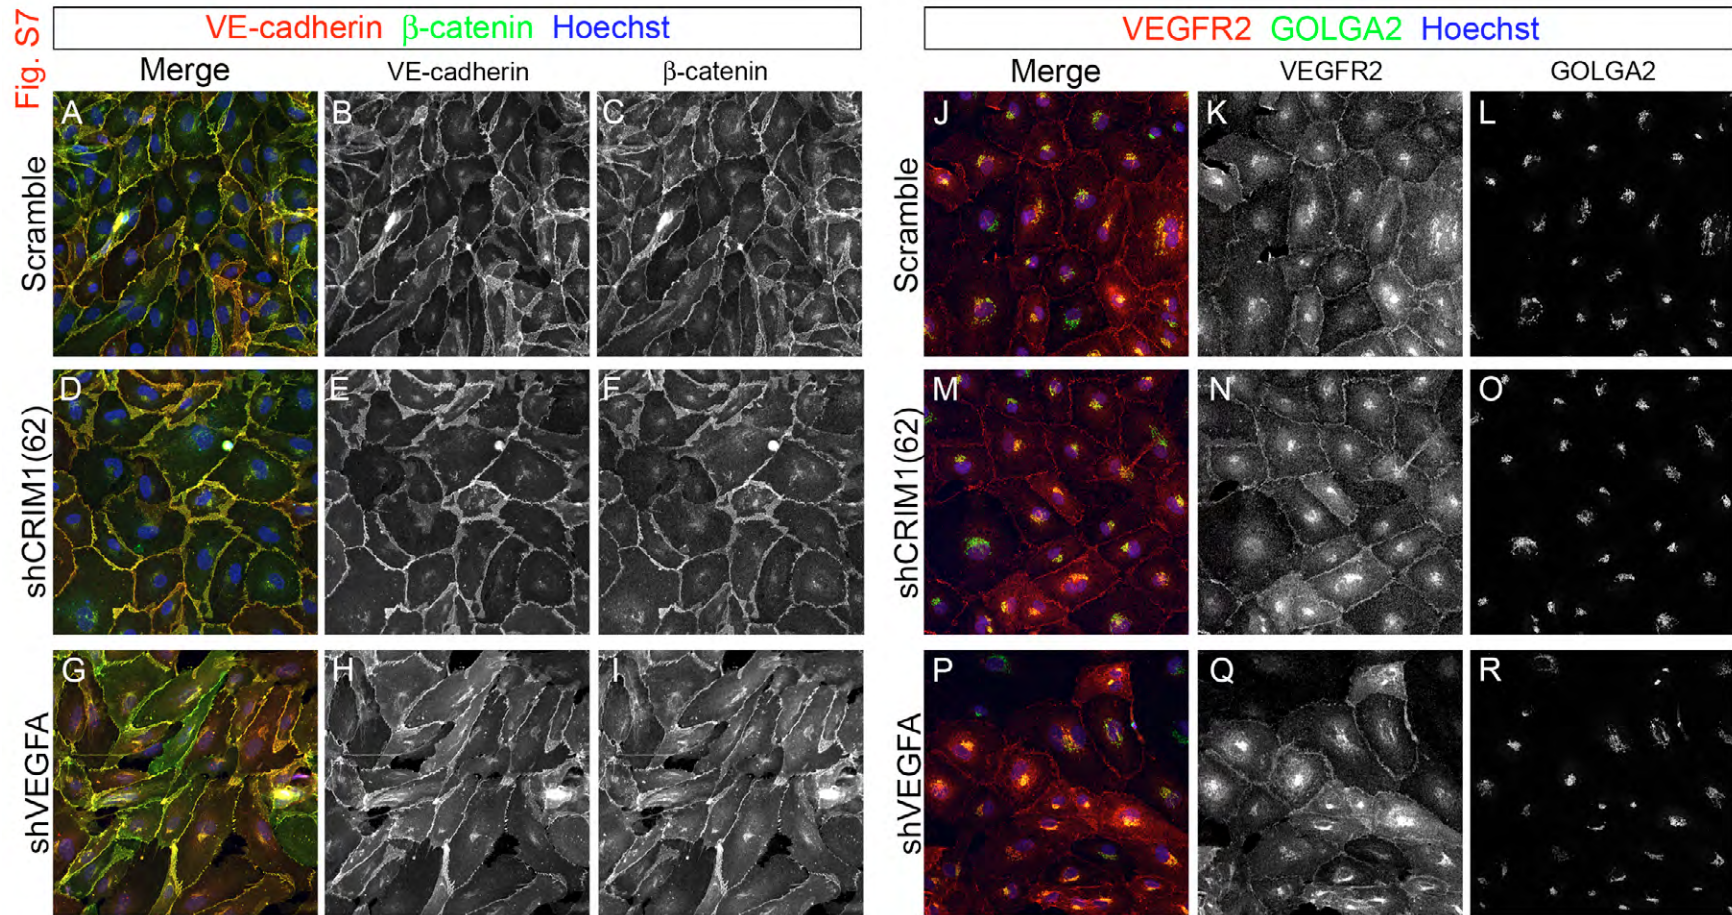 Fig. S7
VE-cadherin β-catenin Hoechst
Merge VE-cadherin β-catenin
Scramble
A B C
shCRIM1(62)
D E F
shVEGFA
G H I
VEGFR2 GOLGA2 Hoechst
Merge VEGFR2 GOLGA2
Scramble
J K L
shCRIM1(62)
M N O
shVEGFA
P Q R